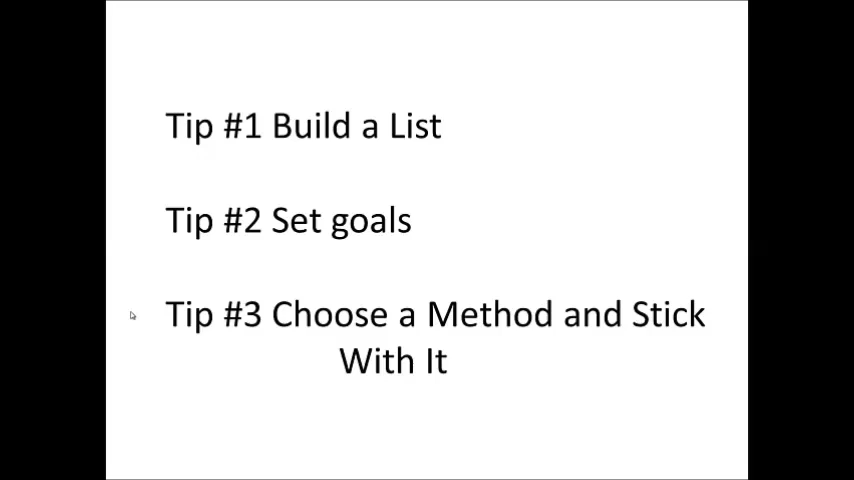 Tip #1 Build a List
Tip #2 Set goals
Tip #3 Choose a Method and Stick
With It